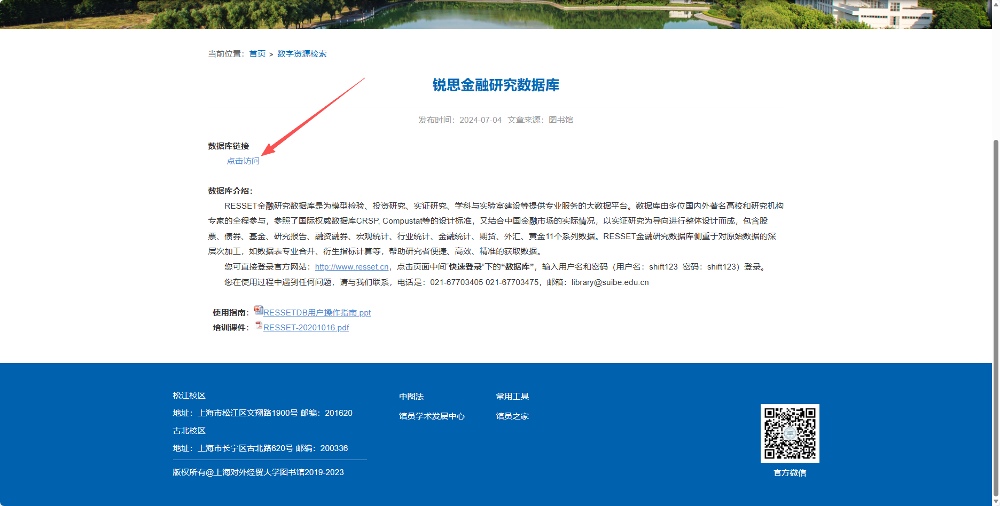 当前位置：首页 > 数字资源检索
锐思金融研究数据库
发布时间：2024-07-04 文章来源：图书馆
数据库链接
点击访问
数据库介绍：
RESSET金融研究数据库是为模型检验、投资研究、实证研究、学科与实验室建设等提供专业服务的大数据平台。数据库由多位国内外著名高校和研究机构
专家的全程参与，参照了国际权威数据库CRSP, Compustat等的设计标准，又结合中国金融市场的实际情况，以实证研究为导向进行整体设计而成，包含股
票、债券、基金、研究报告、融资融券、宏观统计、行业统计、金融统计、期货、外汇、黄金11个系列数据。RESSET金融研究数据库侧重于对原始数据的深
层次加工，如数据表专业合并、衍生指标计算等，帮助研究者便捷、高效、精准的获取数据。
您可直接登录官方网站：http://www.resset.cn，点击页面中间“快速登录”下的“数据库”，输入用户名和密码（用户名：shift123 密码：shift123）登录。
您在使用过程中遇到任何问题，请与我们联系，电话是：021-67703405 021-67703475，邮箱：library@suibe.edu.cn
使用指南：RESSETDB用户操作指南.ppt
培训课件：RESSET-20201016.pdf
松江校区
地址：上海市松江区文翔路1900号 邮编：201620
古北校区
地址：上海市长宁区古北路620号 邮编：200336
版权所有@上海对外经贸大学图书馆2019-2023
中图法 常用工具
馆员学术发展中心 馆员之家
官方微信